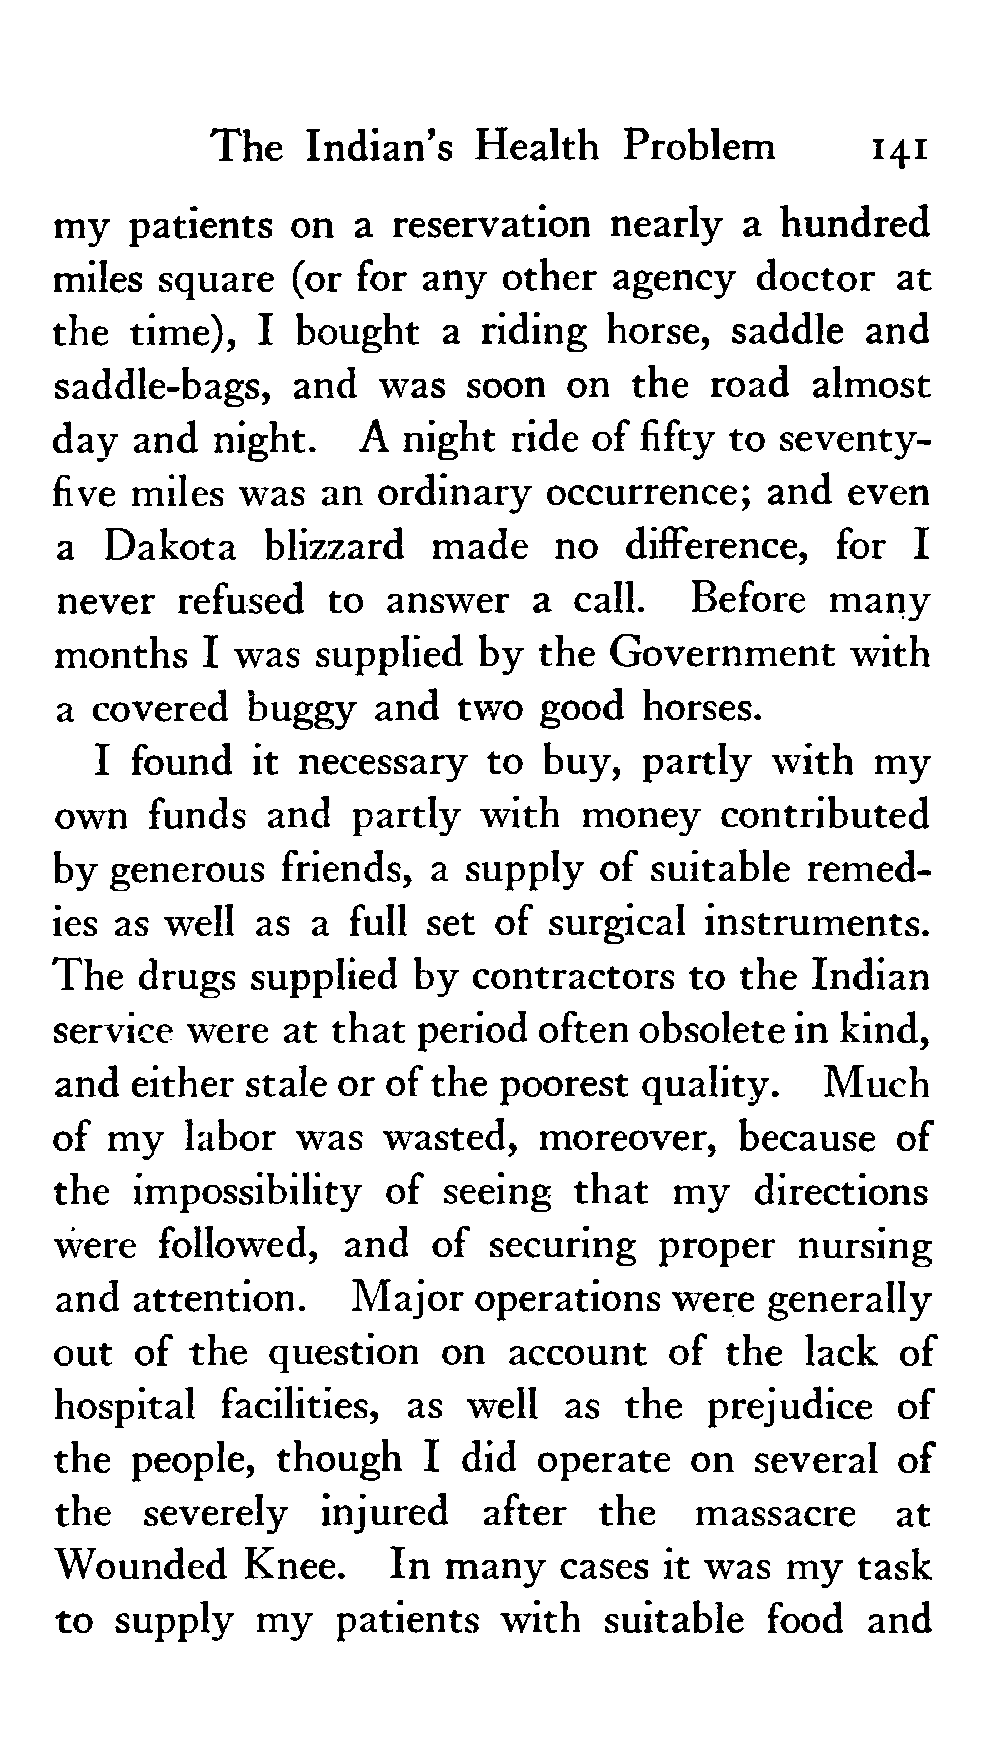 The Indian's Health Problem 141
my patients on a reservation nearly a hundred
miles square (or for any other agency doctor at
the time), I bought a riding horse, saddle and
saddle-bags, and was soon on the road almost
day and night. A night ride of fifty to seventy-
five miles was an ordinary occurrence; and even
a Dakota blizzard made no difference, for I
never refused to answer a call. Before many
months I was supplied by the Government with
a covered buggy and two good horses.
I found it necessary to buy, partly with my
own funds and partly with money contributed
by generous friends, a supply of suitable remed-
ies as well as a full set of surgical instruments.
The drugs supplied by contractors to the Indian
service were at that period often obsolete in kind,
and either stale or of the poorest quality. Much
of my labor was wasted, moreover, because of
the impossibility of seeing that my directions
were followed, and of securing proper nursing
and attention. Major operations were generally
out of the question on account of the lack of
hospital facilities, as well as the prejudice of
the people, though I did operate on several of
the severely injured after the massacre at
Wounded Knee. In many cases it was my task
to supply my patients with suitable food and